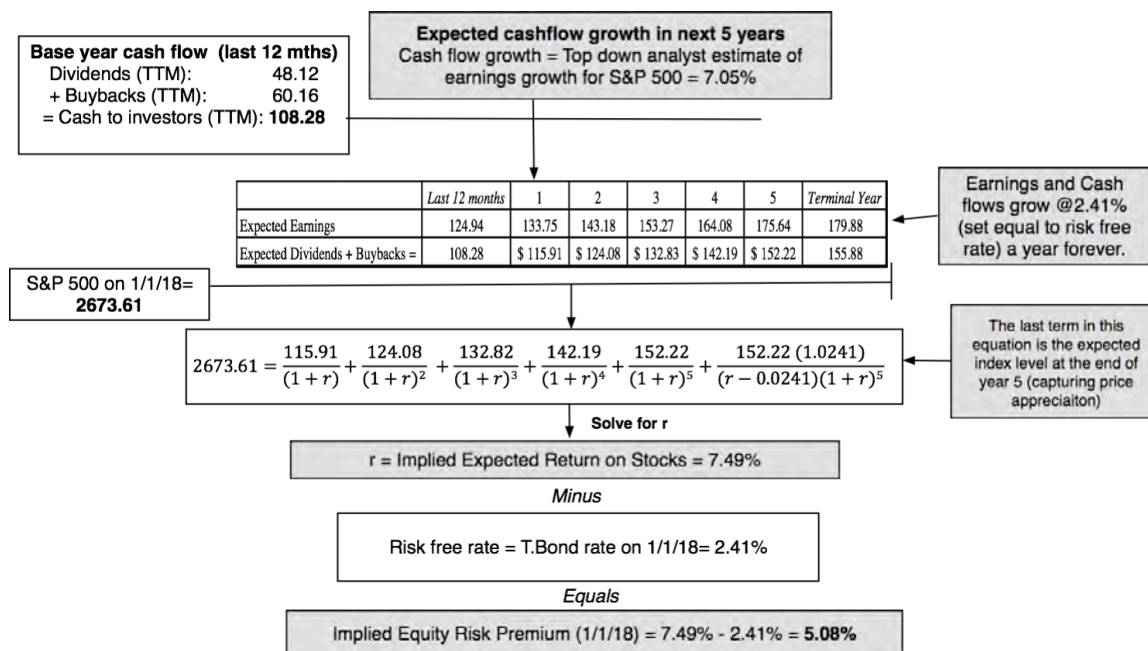 Expected cashflow growth in next 5 years
Cash flow growth = Top down analyst estimate of
earnings growth for S&P 500 = 7.05%
Base year cash flow (last 12 mths)
Dividends (TTM): 48.12
+ Buybacks (TTM): 60.16
= Cash to investors (TTM): 108.28
Last 12 months 1 2 3 4 5 Terminal Year
Expected Earnings 124.94 133.75 143.18 153.27 164.08 175.64 179.88
Expected Dividends + Buybacks = 108.28 $ 115.91 $ 124.08 $ 132.83 $ 142.19 $ 152.22 155.88
Earnings and Cash
flows grow @2.41%
(set equal to risk free
rate) a year forever.
S&P 500 on 1/1/18=
2673.61
2673.61 = 115.91/(1 + r) + 124.08/(1 + r)² + 132.82/(1 + r)³ + 142.19/(1 + r)⁴ + 152.22/(1 + r)⁵ + 152.22 (1.0241)/(r − 0.0241)(1 + r)⁵
The last term in this
equation is the expected
index level at the end of
year 5 (capturing price
appreciaiton)
Solve for r
r = Implied Expected Return on Stocks = 7.49%
Minus
Risk free rate = T.Bond rate on 1/1/18= 2.41%
Equals
Implied Equity Risk Premium (1/1/18) = 7.49% - 2.41% = 5.08%